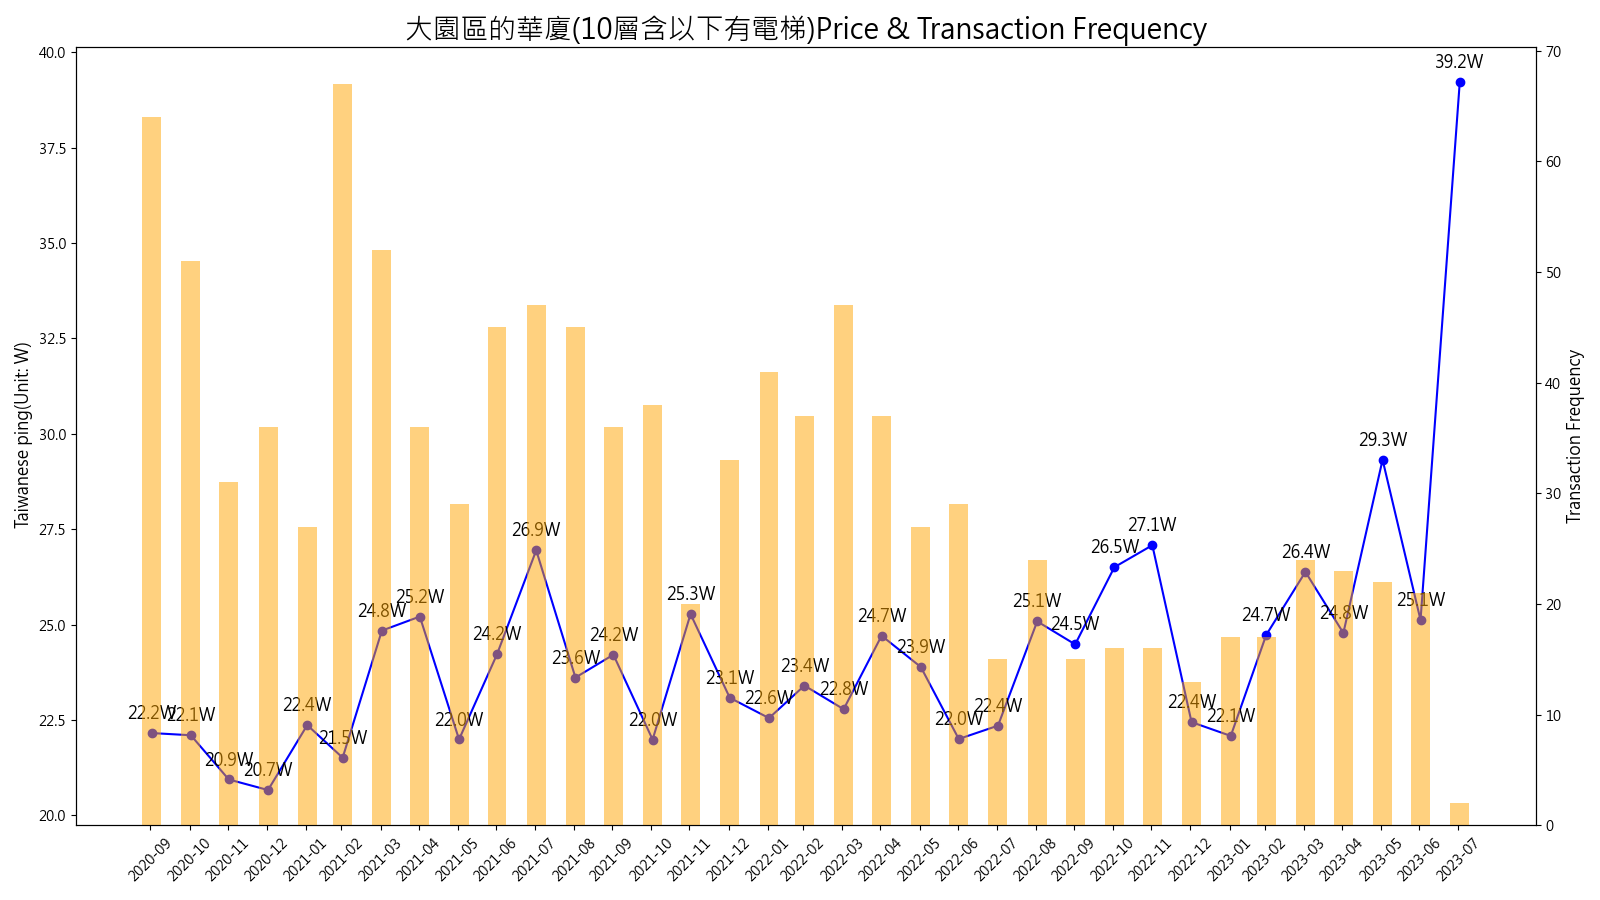 大園區的華廈(10層含以下有電梯)Price & Transaction Frequency
40.0
37.5
35.0
32.5
30.0
27.5
25.0
22.5
20.0
Taiwanese ping(Unit: W)
22.2W
22.1W
20.9W
20.7W
22.4W
21.5W
24.8W
25.2W
22.0W
24.2W
26.9W
23.6W
24.2W
22.0W
25.3W
23.1W
22.6W
23.4W
22.8W
24.7W
23.9W
22.0W
22.4W
25.1W
24.5W
26.5W
27.1W
22.4W
22.1W
24.7W
26.4W
24.8W
29.3W
25.1W
39.2W
70
60
50
40
30
20
10
0
Transaction Frequency
2020-09
2020-10
2020-11
2020-12
2021-01
2021-02
2021-03
2021-04
2021-05
2021-06
2021-07
2021-08
2021-09
2021-10
2021-11
2021-12
2022-01
2022-02
2022-03
2022-04
2022-05
2022-06
2022-07
2022-08
2022-09
2022-10
2022-11
2022-12
2023-01
2023-02
2023-03
2023-04
2023-05
2023-06
2023-07